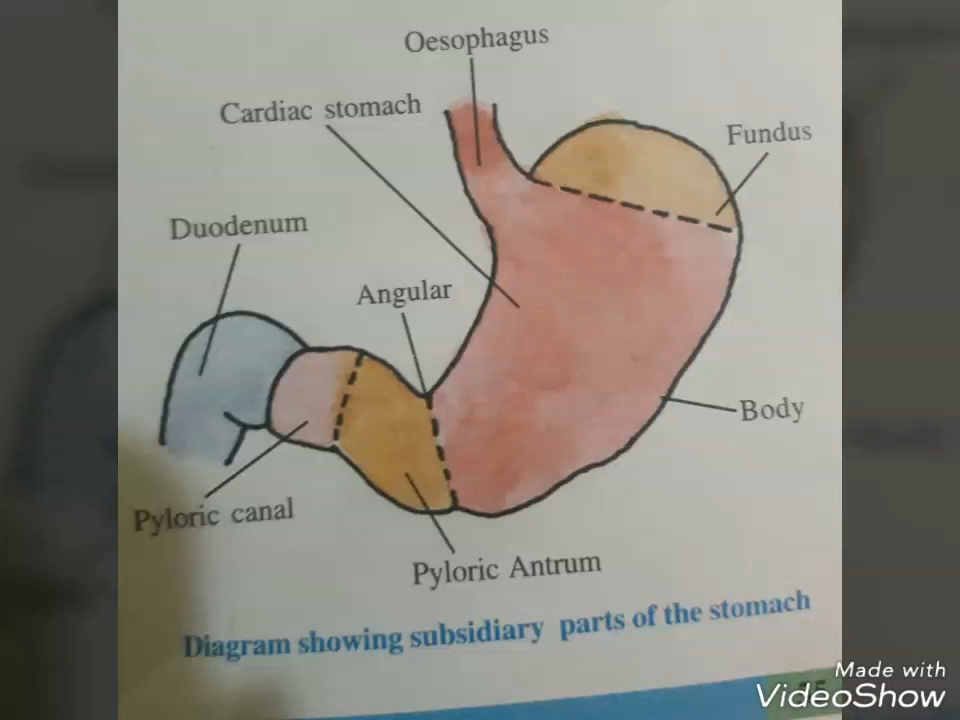 Oesophagus
Cardiac stomach
Fundus
Duodenum
Angular
Body
Pyloric canal
Pyloric Antrum
Diagram showing subsidiary parts of the stomach
Made with
VideoShow